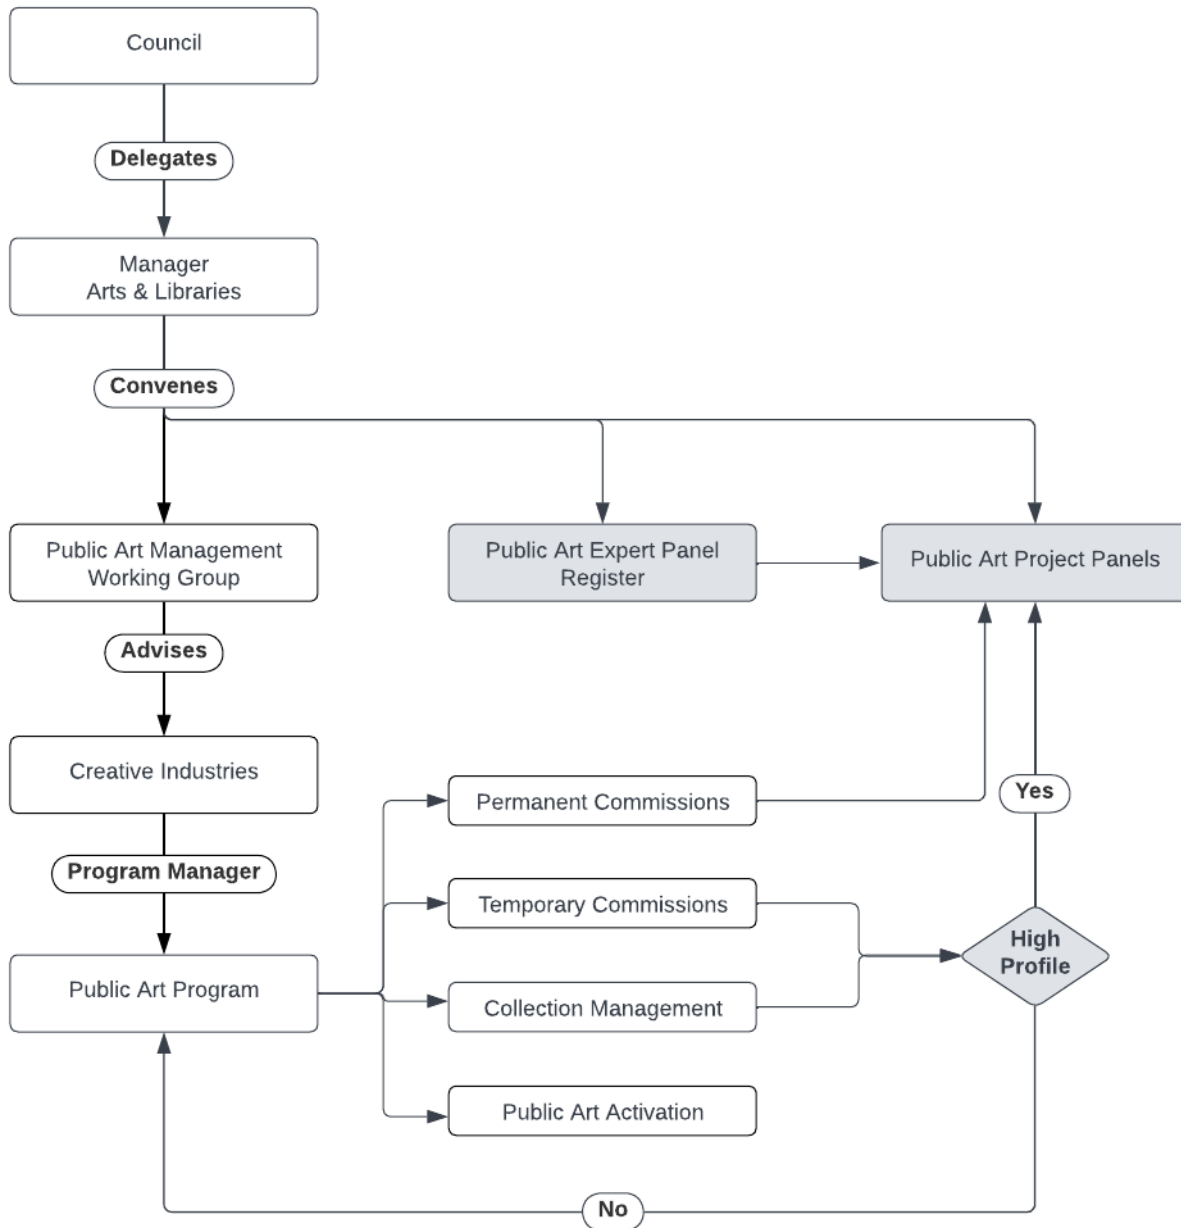 Council
Delegates
Manager
Arts & Libraries
Convenes
Public Art Management
Working Group
Public Art Expert Panel
Register
Public Art Project Panels
Advises
Creative Industries
Permanent Commissions
Yes
Program Manager
Temporary Commissions
High
Profile
Public Art Program
Collection Management
Public Art Activation
No